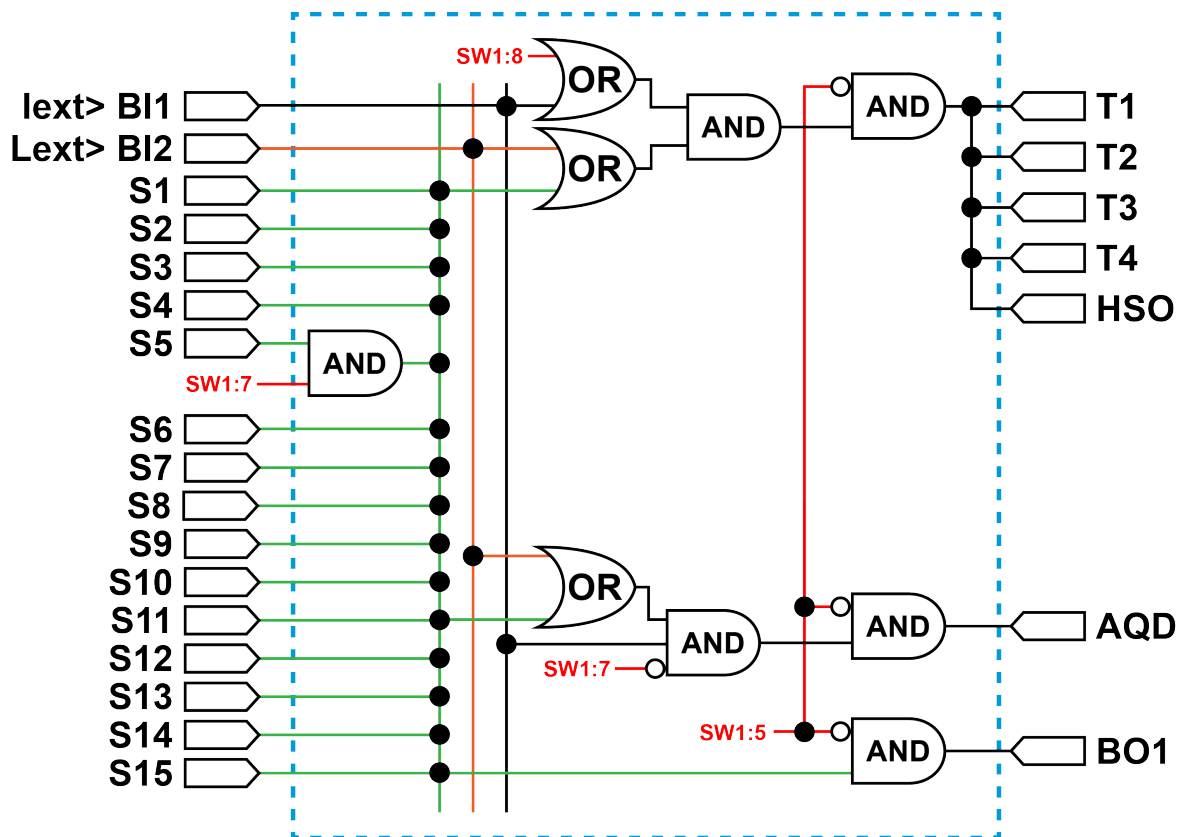 SW1:8
OR
Iext> BI1
AND
AND
T1
Lext> BI2
OR
T2
S1
S2
T3
S3
T4
S4
HSO
S5
AND
SW1:7
S6
S7
S8
S9
S10
OR
S11
AND
AQD
S12
AND
SW1:7
S13
S14
SW1:5
AND
BO1
S15